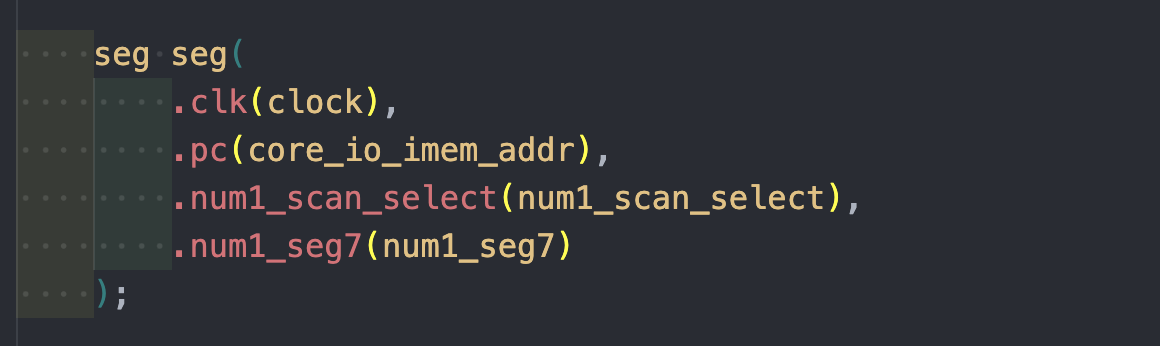 seg seg(
.clk(clock),
.pc(core_io_imem_addr),
.num1_scan_select(num1_scan_select),
.num1_seg7(num1_seg7)
);